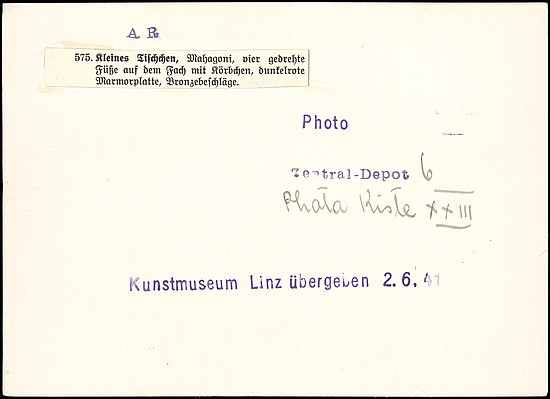 A R
575. Kleines Tischchen, Mahagoni, vier gedrehte
Füße auf dem Fach mit Körbchen, dunkelrote
Marmorplatte, Bronzebeschläge.
Photo
Zentral-Depot 6
Photo Kiste XXIII
Kunstmuseum Linz übergeben 2.6.41